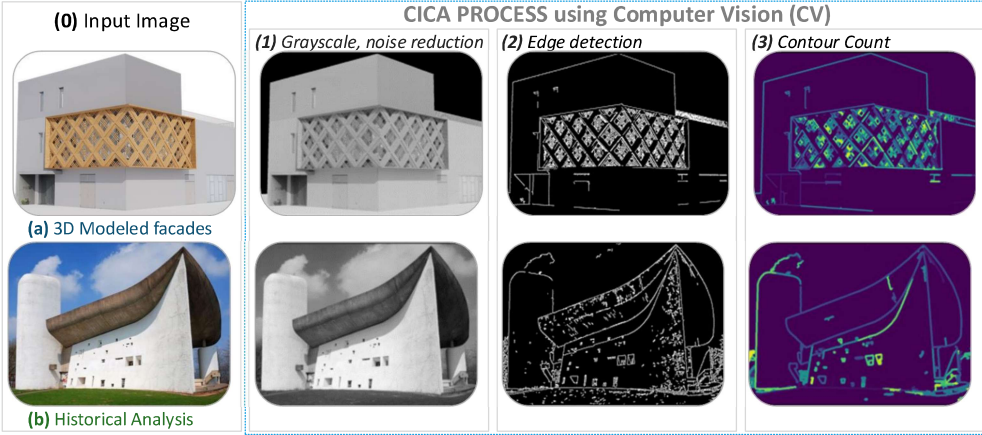 CICA PROCESS using Computer Vision (CV)
(0) Input Image
(1) Grayscale, noise reduction
(2) Edge detection
(3) Contour Count
(a) 3D Modeled facades
(b) Historical Analysis